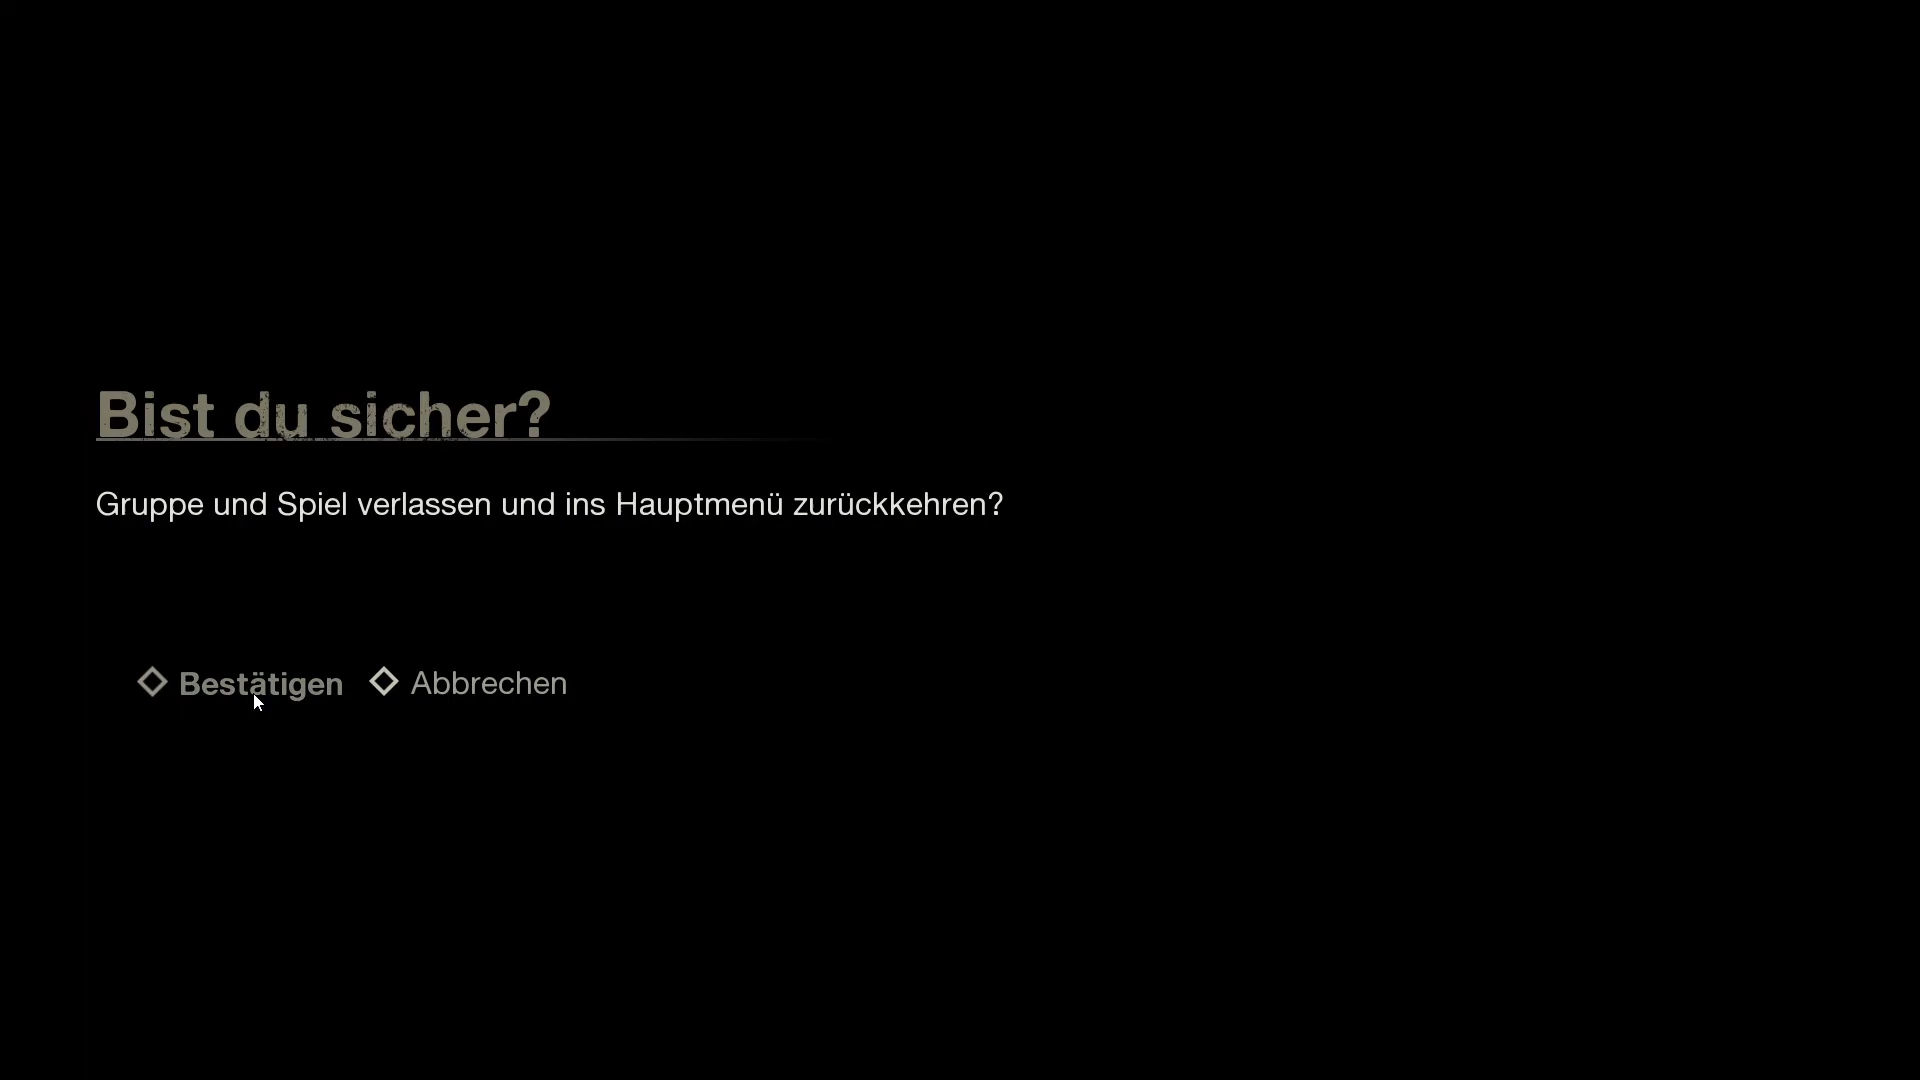 Bist du sicher?
Gruppe und Spiel verlassen und ins Hauptmenü zurückkehren?
Bestätigen Abbrechen